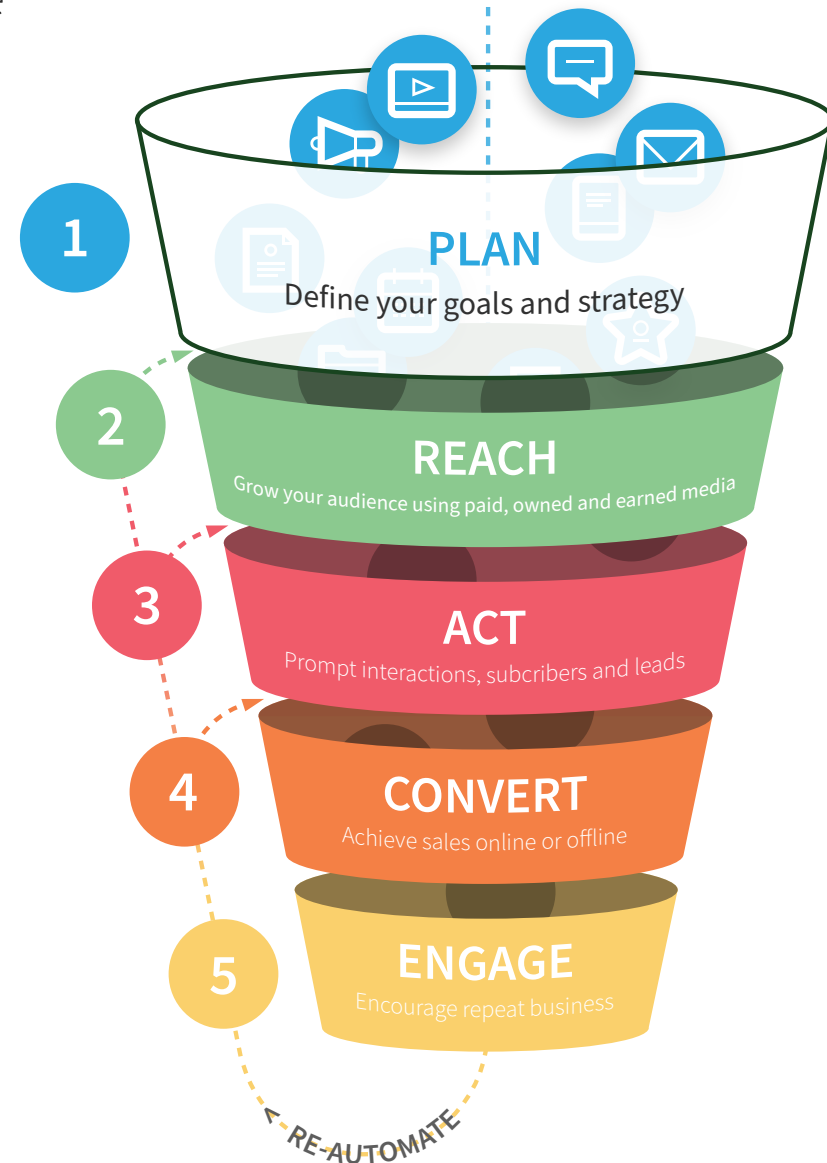 1
PLAN
Define your goals and strategy
2
REACH
Grow your audience using paid, owned and earned media
3
ACT
Prompt interactions, subcribers and leads
4
CONVERT
Achieve sales online or offline
5
ENGAGE
Encourage repeat business
< RE-AUTOMATE